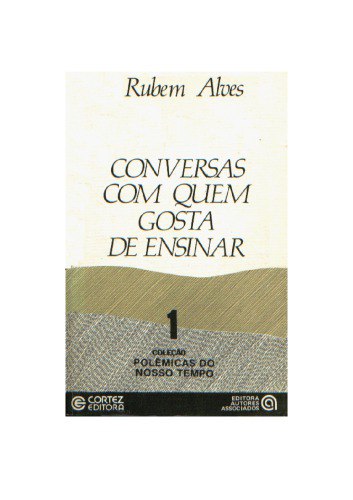 Rubem Alves
CONVERSAS
COM QUEM
GOSTA
DE ENSINAR
1
COLEÇÃO
POLÊMICAS DO
NOSSO TEMPO
CORTEZ
EDITORA
EDITORA
AUTORES
ASSOCIADOS